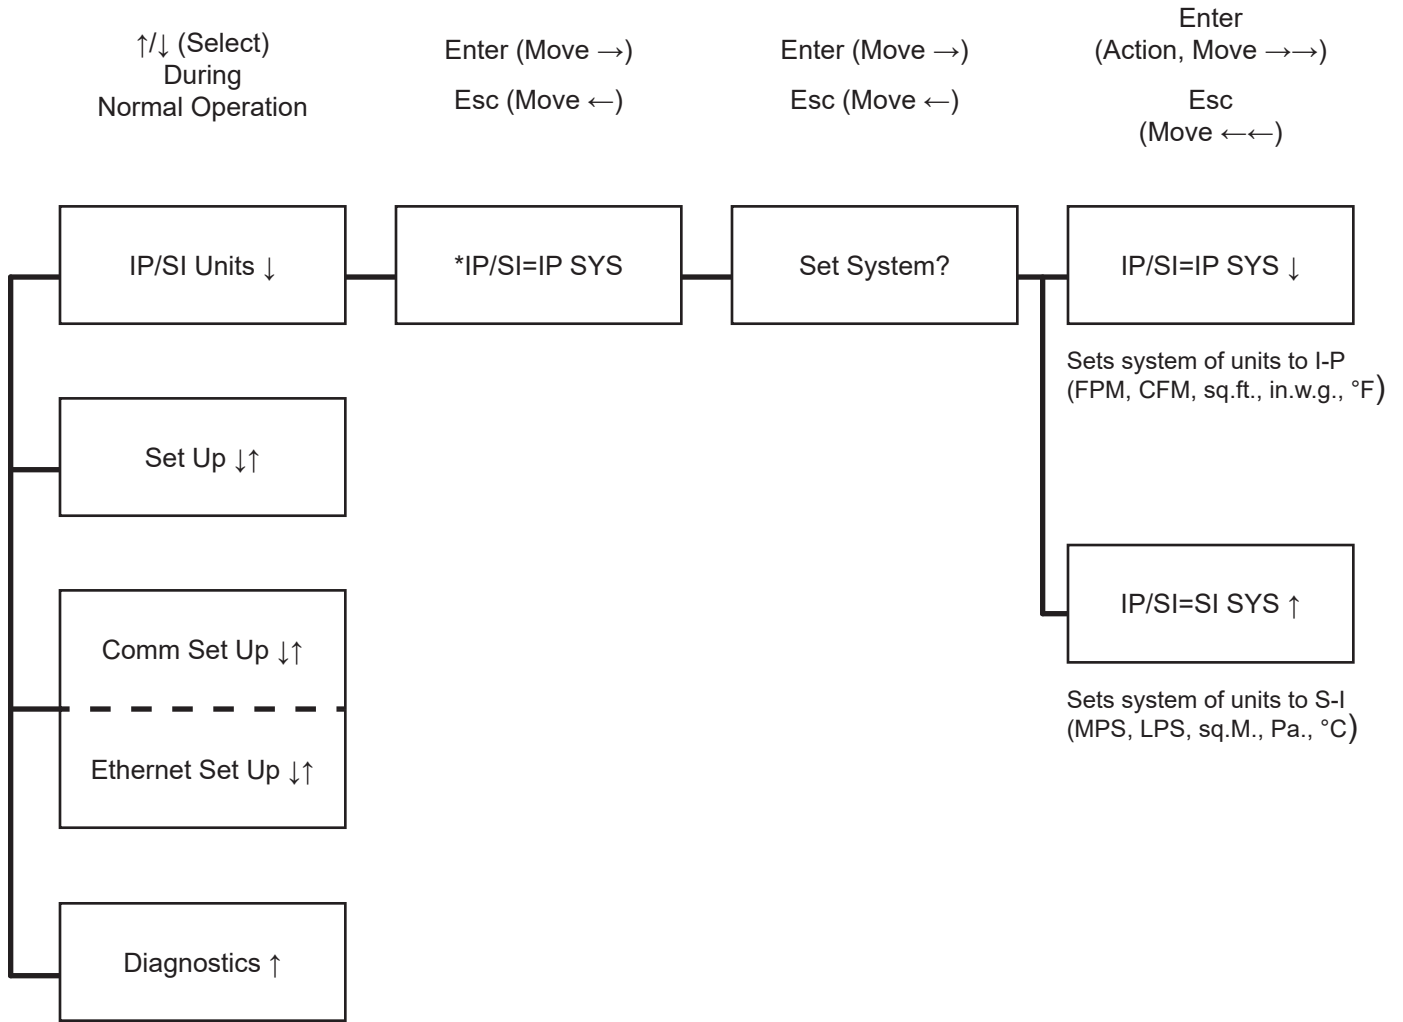 ↑/↓ (Select)
During
Normal Operation
Enter (Move →)
Esc (Move ←)
Enter (Move →)
Esc (Move ←)
Enter
(Action, Move →→)
Esc
(Move ←←)
IP/SI Units ↓
*IP/SI=IP SYS
Set System?
IP/SI=IP SYS ↓
Sets system of units to I-P
(FPM, CFM, sq.ft., in.w.g., °F)
Set Up ↓↑
Comm Set Up ↓↑
Ethernet Set Up ↓↑
IP/SI=SI SYS ↑
Sets system of units to S-I
(MPS, LPS, sq.M., Pa., °C)
Diagnostics ↑